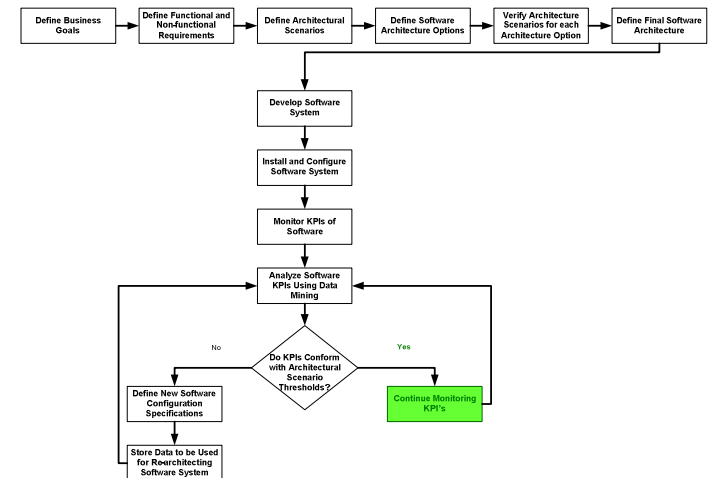 Define Business
Goals
Define Functional and
Non-functional
Requirements
Define Architectural
Scenarios
Define Software
Architecture Options
Verify Architecture
Scenarios for each
Architecture Option
Define Final Software
Architecture
Develop Software
System
Install and Configure
Software System
Monitor KPIs of
Software
Analyze Software
KPIs Using Data
Mining
No
Yes
Do KPIs Conform
with Architectural
Scenario
Thresholds?
Define New Software
Configuration
Specifications
Continue Monitoring
KPI's
Store Data to be Used
for Re-architecting
Software System